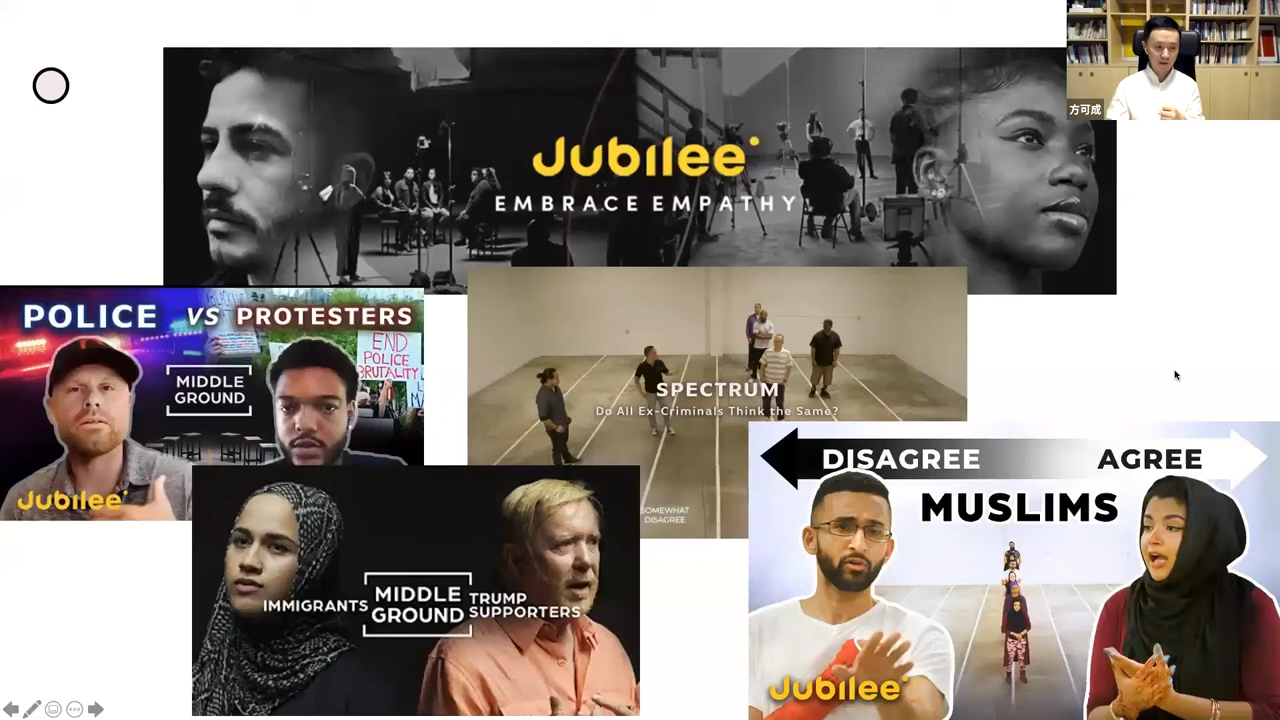 方可成
Jubilee
EMBRACE EMPATHY
POLICE VS PROTESTERS
END
POLICE
BRUTALITY
MIDDLE
GROUND
Jubilee
SPECTRUM
Do All Ex-Criminals Think the Same?
SOMEWHAT
DISAGREE
IMMIGRANTS
MIDDLE
GROUND
TRUMP
SUPPORTERS
DISAGREE AGREE
MUSLIMS
Jubilee